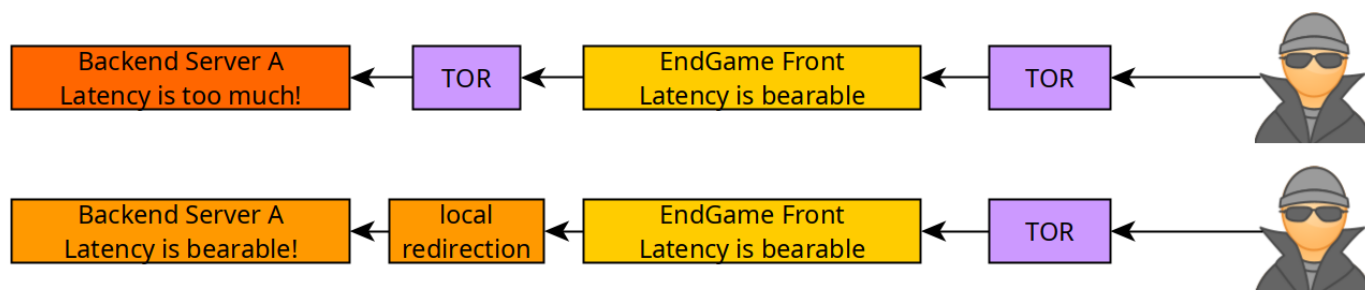 Backend Server A
Latency is too much!
TOR
EndGame Front
Latency is bearable
TOR
Backend Server A
Latency is bearable!
local
redirection
EndGame Front
Latency is bearable
TOR